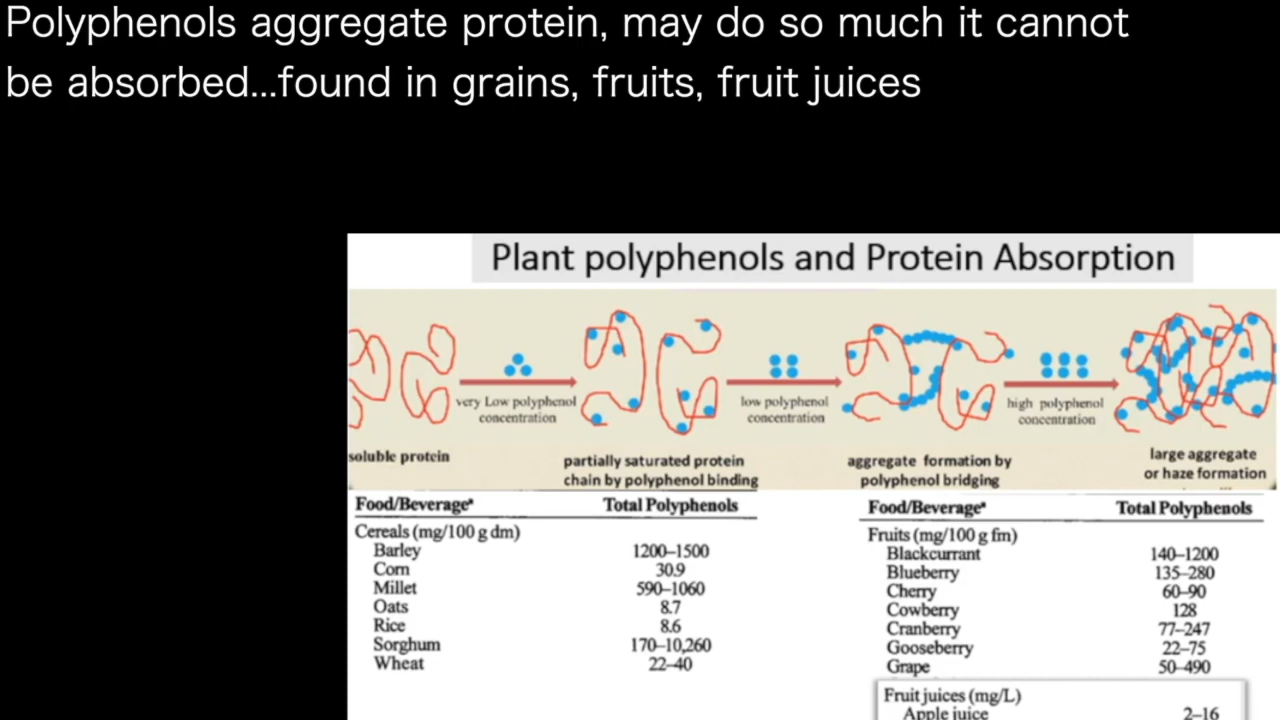 Polyphenols aggregate protein, may do so much it cannot
be absorbed...found in grains, fruits, fruit juices
Plant polyphenols and Protein Absorption
very Low polyphenol
concentration
low polyphenol
concentration
high polyphenol
concentration
soluble protein
partially saturated protein
chain by polyphenol binding
aggregate formation by
polyphenol bridging
large aggregate
or haze formation
Food/Beverageª Total Polyphenols
Cereals (mg/100 g dm)
Barley 1200–1500
Corn 30.9
Millet 590–1060
Oats 8.7
Rice 8.6
Sorghum 170–10,260
Wheat 22–40
Food/Beverageª Total Polyphenols
Fruits (mg/100 g fm)
Blackcurrant 140–1200
Blueberry 135–280
Cherry 60–90
Cowberry 128
Cranberry 77–247
Gooseberry 22–75
Grape 50–490
Fruit juices (mg/L)
Apple juice 2–16